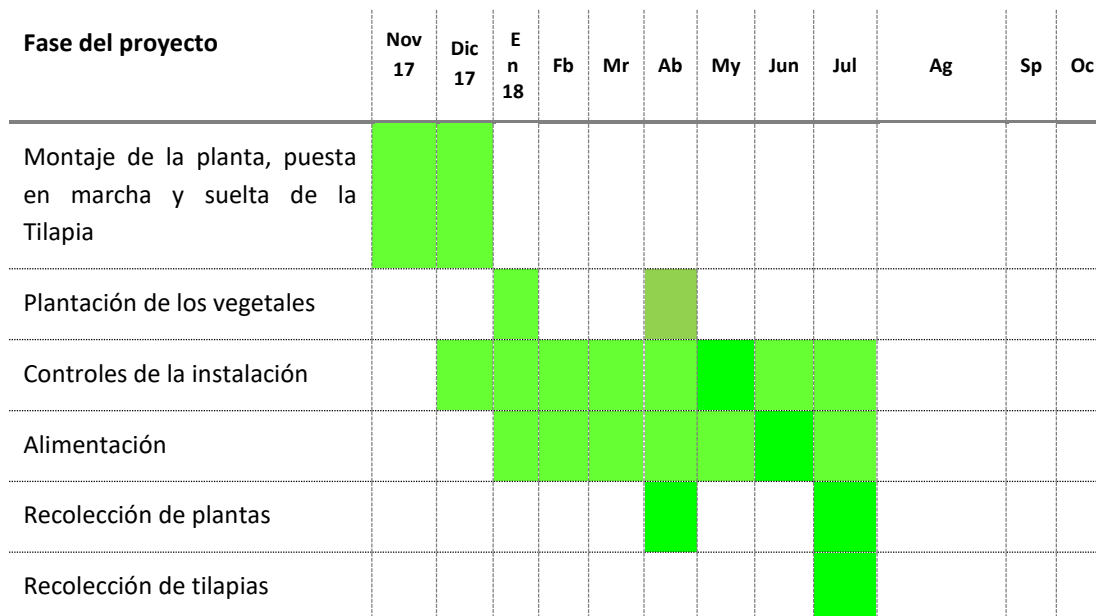 Fase del proyecto
Nov 17
Dic 17
En 18
Fb
Mr
Ab
My
Jun
Jul
Ag
Sp
Oc
Montaje de la planta, puesta
en marcha y suelta de la
Tilapia
Plantación de los vegetales
Controles de la instalación
Alimentación
Recolección de plantas
Recolección de tilapias